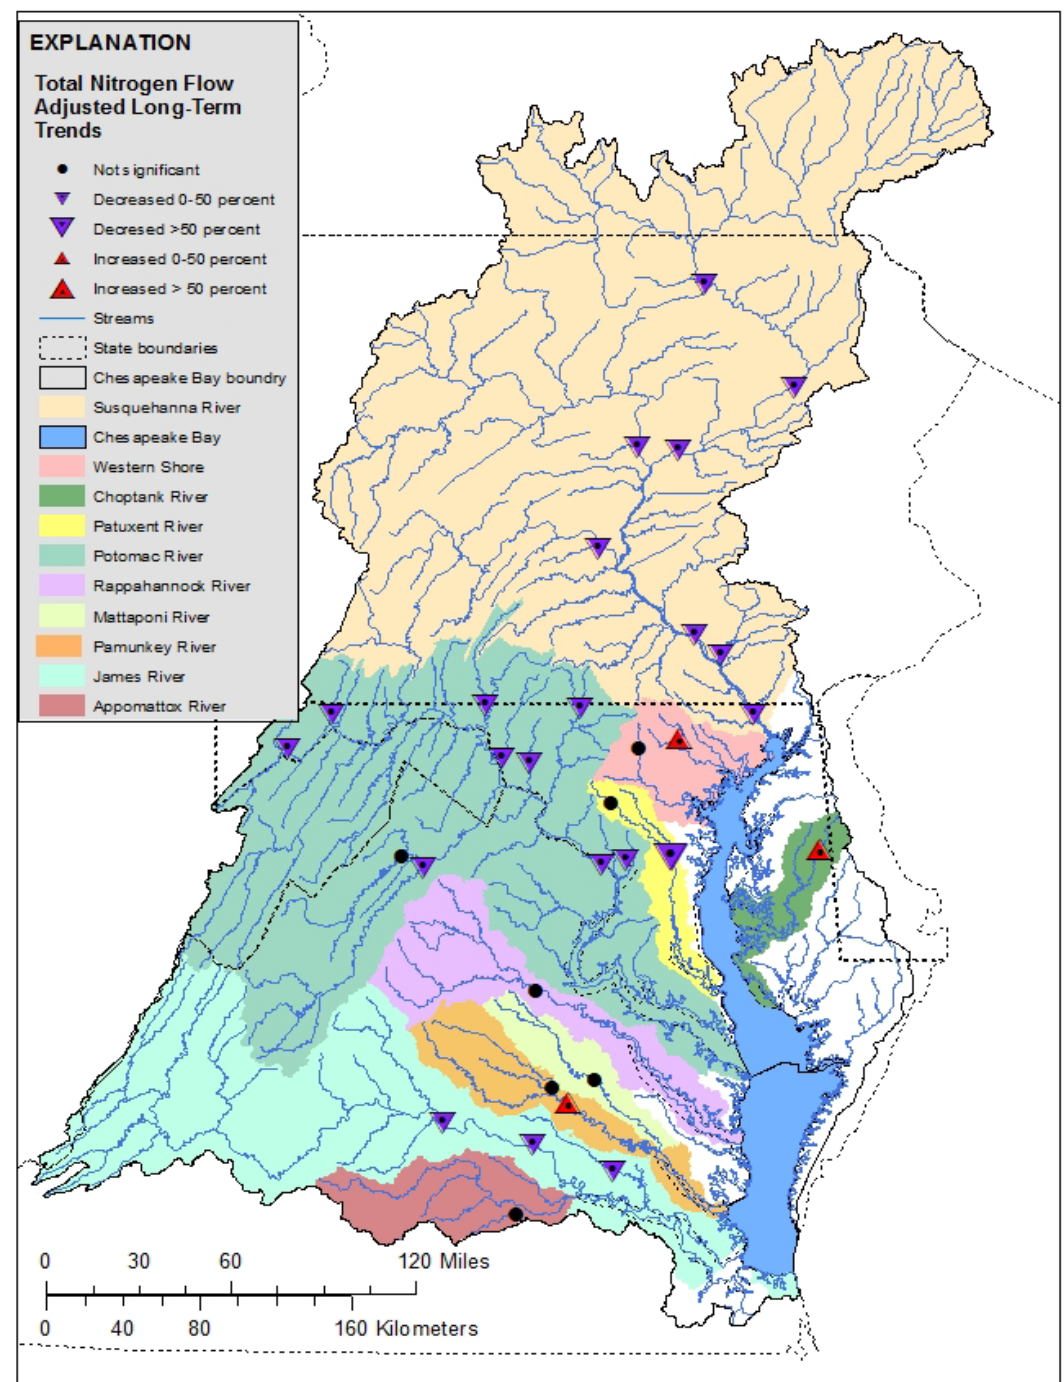 EXPLANATION
Total Nitrogen Flow
Adjusted Long-Term
Trends
Not significant
Decreased 0-50 percent
Decresed >50 percent
Increased 0-50 percent
Increased > 50 percent
Streams
State boundaries
Chesapeake Bay boundry
Susquehanna River
Chesapeake Bay
Western Shore
Choptank River
Patuxent River
Potomac River
Rappahannock River
Mattaponi River
Pamunkey River
James River
Appomattox River
0 30 60 120 Miles
0 40 80 160 Kilometers